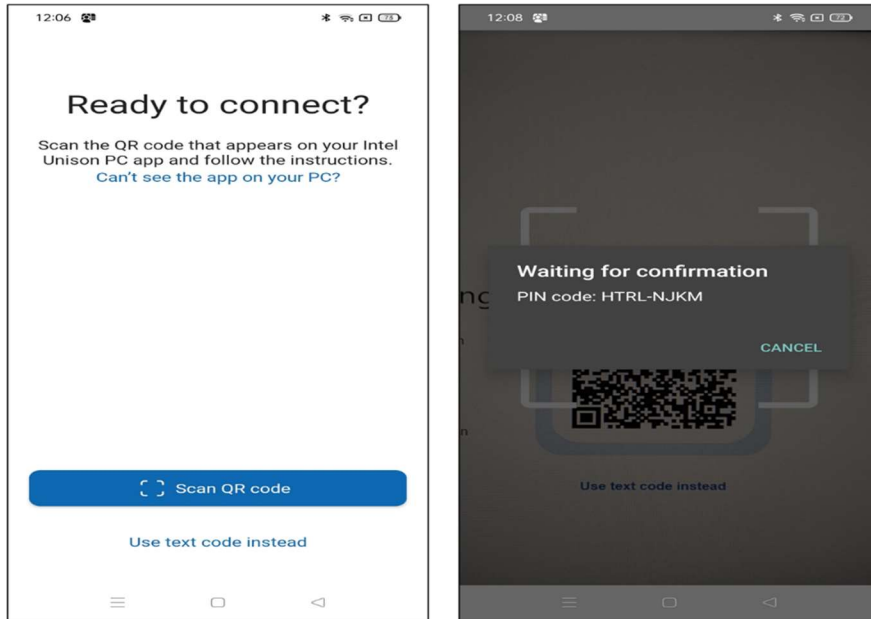 12:06
75
Ready to connect?
Scan the QR code that appears on your Intel
Unison PC app and follow the instructions.
Can't see the app on your PC?
Scan QR code
Use text code instead
12:08
72
Waiting for confirmation
PIN code: HTRL-NJKM
CANCEL
Use text code instead